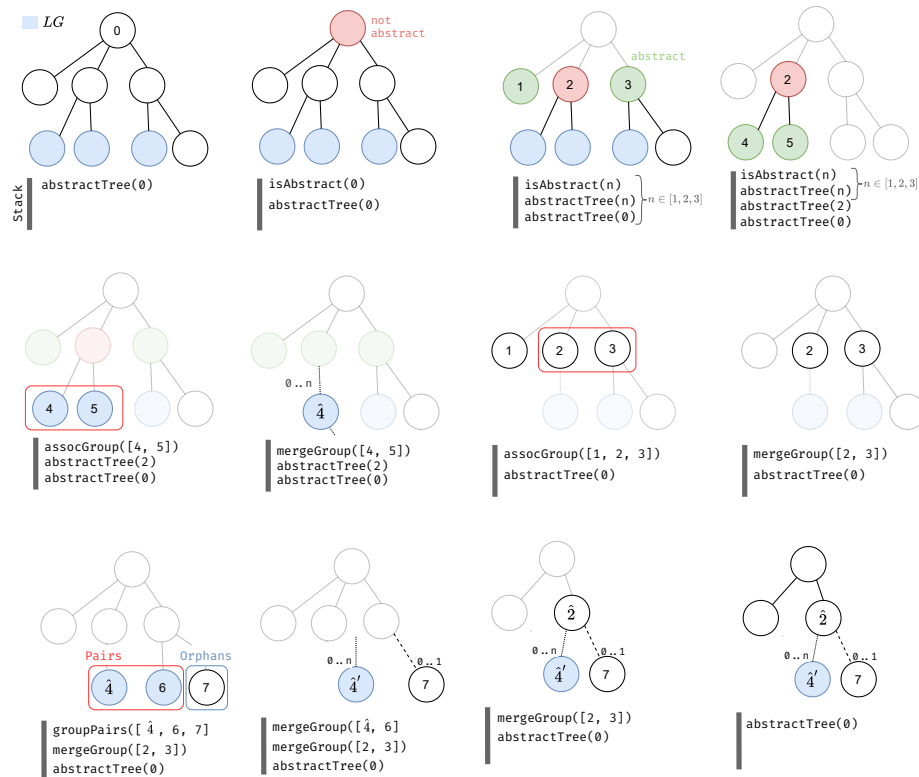 LG
0
Stack
abstractTree(0)
not
abstract
isAbstract(0)
abstractTree(0)
abstract
1
2
3
isAbstract(n)
abstractTree(n)
abstractTree(0)
n ∈ [1, 2, 3]
2
4
5
isAbstract(n)
abstractTree(n)
abstractTree(2)
abstractTree(0)
n ∈ [1, 2, 3]
4
5
assocGroup([4, 5])
abstractTree(2)
abstractTree(0)
0..n
4̂
mergeGroup([4, 5])
abstractTree(2)
abstractTree(0)
1
2
3
assocGroup([1, 2, 3])
abstractTree(0)
2
3
mergeGroup([2, 3])
abstractTree(0)
Pairs
Orphans
4̂
6
7
groupPairs([ 4̂ , 6, 7]
mergeGroup([2, 3])
abstractTree(0)
0..n
0..1
4̂′
7
mergeGroup([4̂, 6]
mergeGroup([2, 3])
abstractTree(0)
2̂
0..n
0..1
4̂′
7
mergeGroup([2, 3])
abstractTree(0)
2̂
0..n
0..1
4̂′
7
abstractTree(0)